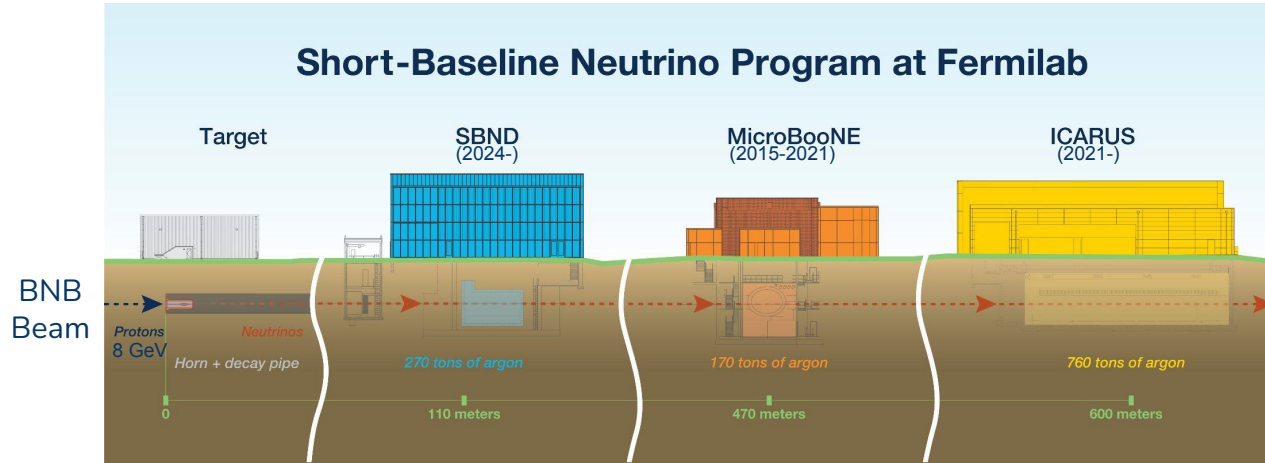 Short-Baseline Neutrino Program at Fermilab
Target
SBND
(2024-)
MicroBooNE
(2015-2021)
ICARUS
(2021-)
BNB
Beam
Protons
8 GeV
Neutrinos
Horn + decay pipe
270 tons of argon
170 tons of argon
760 tons of argon
0
110 meters
470 meters
600 meters